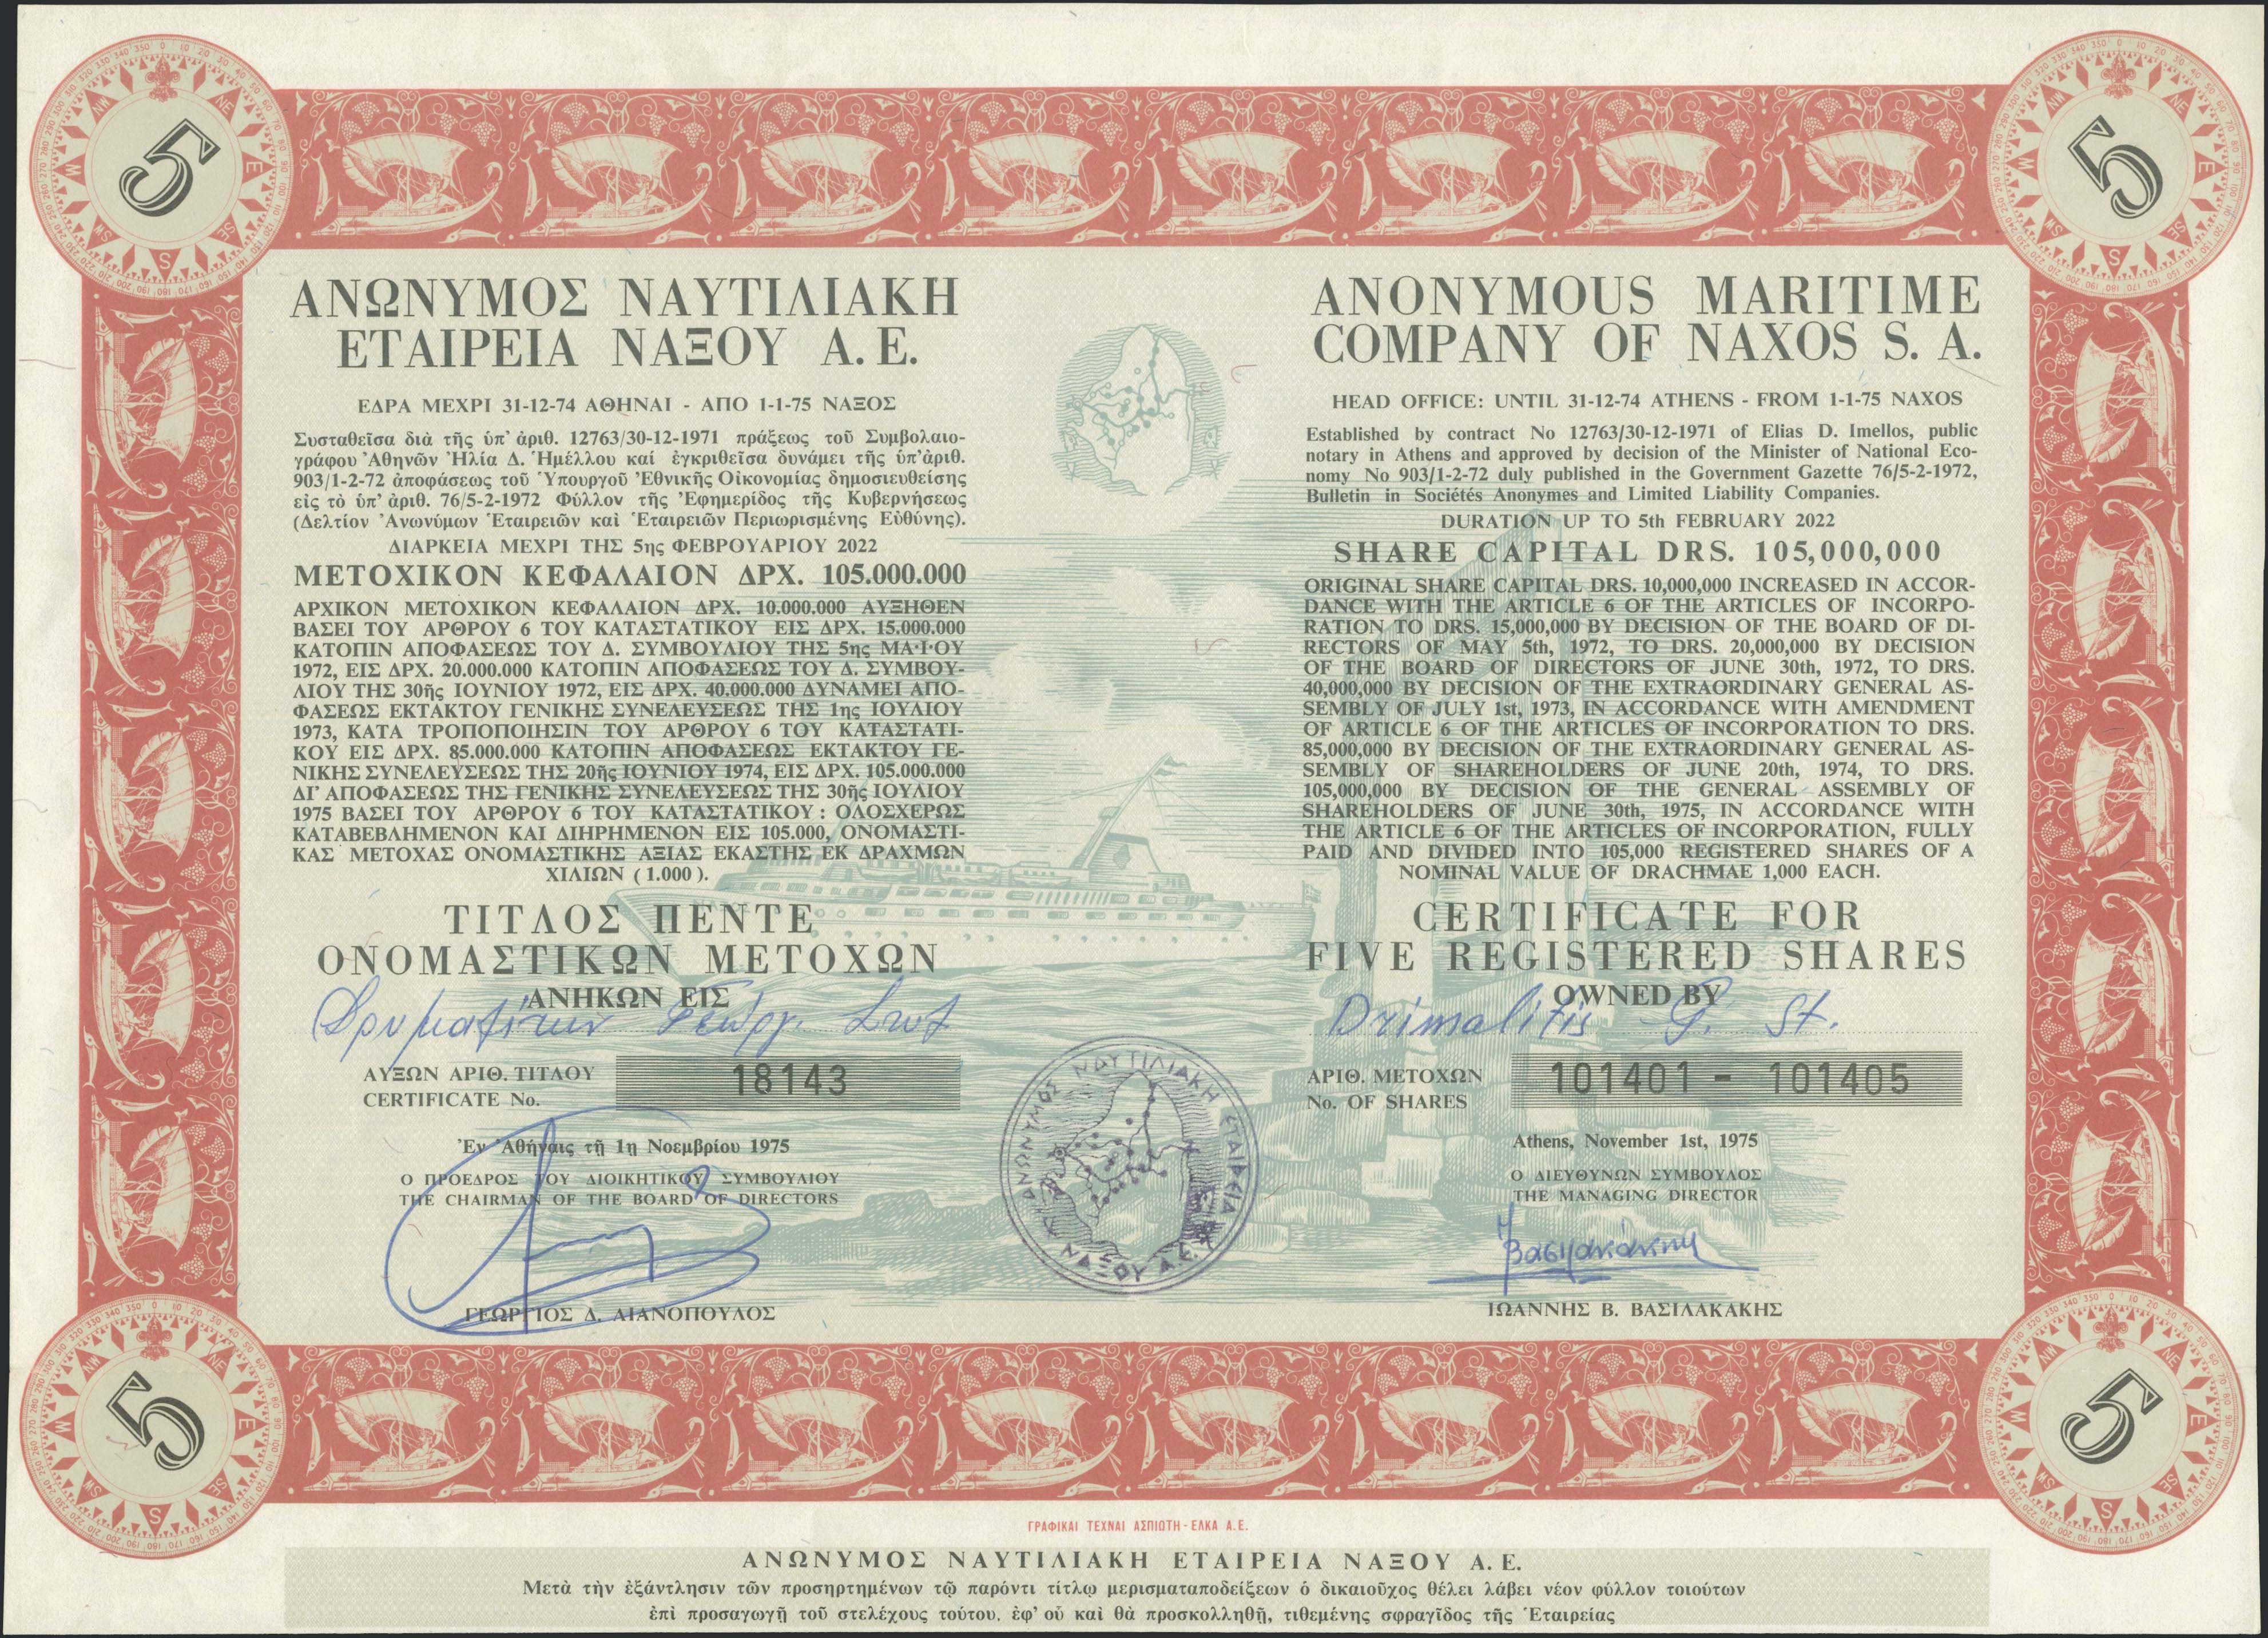 5
5
ΑΝΩΝΥΜΟΣ ΝΑΥΤΙΛΙΑΚΗ
ΕΤΑΙΡΕΙΑ ΝΑΞΟΥ Α.Ε.
ΕΔΡΑ ΜΕΧΡΙ 31-12-74 ΑΘΗΝΑΙ - ΑΠΟ 1-1-75 ΝΑΞΟΣ
Συσταθεῖσα διὰ τῆς ὑπ' ἀριθ. 12763/30-12-1971 πράξεως τοῦ Συμβολαιο-
γράφου Ἀθηνῶν Ἠλία Δ. Ἡμέλλου καί ἐγκριθεῖσα δυνάμει τῆς ὑπ'ἀριθ.
903/1-2-72 ἀποφάσεως τοῦ Ὑπουργοῦ Ἐθνικῆς Οἰκονομίας δημοσιευθείσης
εἰς τὸ ὑπ' ἀριθ. 76/5-2-1972 Φύλλον τῆς Ἐφημερίδος τῆς Κυβερνήσεως
(Δελτίον Ἀνωνύμων Ἑταιρειῶν καὶ Ἑταιρειῶν Περιωρισμένης Εὐθύνης).
ΔΙΑΡΚΕΙΑ ΜΕΧΡΙ ΤΗΣ 5ης ΦΕΒΡΟΥΑΡΙΟΥ 2022
ΜΕΤΟΧΙΚΟΝ ΚΕΦΑΛΑΙΟΝ ΔΡΧ. 105.000.000
ΑΡΧΙΚΟΝ ΜΕΤΟΧΙΚΟΝ ΚΕΦΑΛΑΙΟΝ ΔΡΧ. 10.000.000 ΑΥΞΗΘΕΝ
ΒΑΣΕΙ ΤΟΥ ΑΡΘΡΟΥ 6 ΤΟΥ ΚΑΤΑΣΤΑΤΙΚΟΥ ΕΙΣ ΔΡΧ. 15.000.000
ΚΑΤΟΠΙΝ ΑΠΟΦΑΣΕΩΣ ΤΟΥ Δ. ΣΥΜΒΟΥΛΙΟΥ ΤΗΣ 5ης ΜΑ·Ι·ΟΥ
1972, ΕΙΣ ΔΡΧ. 20.000.000 ΚΑΤΟΠΙΝ ΑΠΟΦΑΣΕΩΣ ΤΟΥ Δ. ΣΥΜΒΟΥ-
ΛΙΟΥ ΤΗΣ 30ῆς ΙΟΥΝΙΟΥ 1972, ΕΙΣ ΔΡΧ. 40.000.000 ΔΥΝΑΜΕΙ ΑΠΟ-
ΦΑΣΕΩΣ ΕΚΤΑΚΤΟΥ ΓΕΝΙΚΗΣ ΣΥΝΕΛΕΥΣΕΩΣ ΤΗΣ 1ης ΙΟΥΛΙΟΥ
1973, ΚΑΤΑ ΤΡΟΠΟΠΟΙΗΣΙΝ ΤΟΥ ΑΡΘΡΟΥ 6 ΤΟΥ ΚΑΤΑΣΤΑΤΙ-
ΚΟΥ ΕΙΣ ΔΡΧ. 85.000.000 ΚΑΤΟΠΙΝ ΑΠΟΦΑΣΕΩΣ ΕΚΤΑΚΤΟΥ ΓΕ-
ΝΙΚΗΣ ΣΥΝΕΛΕΥΣΕΩΣ ΤΗΣ 20ῆς ΙΟΥΝΙΟΥ 1974, ΕΙΣ ΔΡΧ. 105.000.000
ΔΙ' ΑΠΟΦΑΣΕΩΣ ΤΗΣ ΓΕΝΙΚΗΣ ΣΥΝΕΛΕΥΣΕΩΣ ΤΗΣ 30ῆς ΙΟΥΛΙΟΥ
1975 ΒΑΣΕΙ ΤΟΥ ΑΡΘΡΟΥ 6 ΤΟΥ ΚΑΤΑΣΤΑΤΙΚΟΥ : ΟΛΟΣΧΕΡΩΣ
ΚΑΤΑΒΕΒΛΗΜΕΝΟΝ ΚΑΙ ΔΙΗΡΗΜΕΝΟΝ ΕΙΣ 105.000, ΟΝΟΜΑΣΤΙ-
ΚΑΣ ΜΕΤΟΧΑΣ ΟΝΟΜΑΣΤΙΚΗΣ ΑΞΙΑΣ ΕΚΑΣΤΗΣ ΕΚ ΔΡΑΧΜΩΝ
ΧΙΛΙΩΝ ( 1.000 ).
ΤΙΤΛΟΣ ΠΕΝΤΕ
ΟΝΟΜΑΣΤΙΚΩΝ ΜΕΤΟΧΩΝ
ΑΝΗΚΩΝ ΕΙΣ
ΑΥΞΩΝ ΑΡΙΘ. ΤΙΤΛΟΥ
CERTIFICATE No.
18143
Ἐν Ἀθήναις τῇ 1ῃ Νοεμβρίου 1975
Ο ΠΡΟΕΔΡΟΣ ΤΟΥ ΔΙΟΙΚΗΤΙΚΟΥ ΣΥΜΒΟΥΛΙΟΥ
THE CHAIRMAN OF THE BOARD OF DIRECTORS
ΓΕΩΡΓΙΟΣ Δ. ΛΙΑΝΟΠΟΥΛΟΣ
ANONYMOUS MARITIME
COMPANY OF NAXOS S. A.
HEAD OFFICE: UNTIL 31-12-74 ATHENS - FROM 1-1-75 NAXOS
Established by contract No 12763/30-12-1971 of Elias D. Imellos, public
notary in Athens and approved by decision of the Minister of National Eco-
nomy No 903/1-2-72 duly published in the Government Gazette 76/5-2-1972,
Bulletin in Sociétés Anonymes and Limited Liability Companies.
DURATION UP TO 5th FEBRUARY 2022
SHARE CAPITAL DRS. 105,000,000
ORIGINAL SHARE CAPITAL DRS. 10,000,000 INCREASED IN ACCOR-
DANCE WITH THE ARTICLE 6 OF THE ARTICLES OF INCORPO-
RATION TO DRS. 15,000,000 BY DECISION OF THE BOARD OF DI-
RECTORS OF MAY 5th, 1972, TO DRS. 20,000,000 BY DECISION
OF THE BOARD OF DIRECTORS OF JUNE 30th, 1972, TO DRS.
40,000,000 BY DECISION OF THE EXTRAORDINARY GENERAL AS-
SEMBLY OF JULY 1st, 1973, IN ACCORDANCE WITH AMENDMENT
OF ARTICLE 6 OF THE ARTICLES OF INCORPORATION TO DRS.
85,000,000 BY DECISION OF THE EXTRAORDINARY GENERAL AS-
SEMBLY OF SHAREHOLDERS OF JUNE 20th, 1974, TO DRS.
105,000,000 BY DECISION OF THE GENERAL ASSEMBLY OF
SHAREHOLDERS OF JUNE 30th, 1975, IN ACCORDANCE WITH
THE ARTICLE 6 OF THE ARTICLES OF INCORPORATION, FULLY
PAID AND DIVIDED INTO 105,000 REGISTERED SHARES OF A
NOMINAL VALUE OF DRACHMAE 1,000 EACH.
CERTIFICATE FOR
FIVE REGISTERED SHARES
OWNED BY
Drimalitis G. St.
ΑΡΙΘ. ΜΕΤΟΧΩΝ
No. OF SHARES
101401 - 101405
Athens, November 1st, 1975
Ο ΔΙΕΥΘΥΝΩΝ ΣΥΜΒΟΥΛΟΣ
THE MANAGING DIRECTOR
ΙΩΑΝΝΗΣ Β. ΒΑΣΙΛΑΚΑΚΗΣ
ΑΝΩΝΥΜΟΣ ΝΑΥΤΙΛΙΑΚΗ ΕΤΑΙΡΕΙΑ
ΝΑΞΟΥ Α.Ε.
5
5
ΓΡΑΦΙΚΑΙ ΤΕΧΝΑΙ ΑΣΠΙΩΤΗ - ΕΛΚΑ Α.Ε.
ΑΝΩΝΥΜΟΣ ΝΑΥΤΙΛΙΑΚΗ ΕΤΑΙΡΕΙΑ ΝΑΞΟΥ Α. Ε.
Μετὰ τὴν ἐξάντλησιν τῶν προσηρτημένων τῷ παρόντι τίτλῳ μερισματαποδείξεων ὁ δικαιοῦχος θέλει λάβει νέον φύλλον τοιούτων
ἐπὶ προσαγωγῇ τοῦ στελέχους τούτου, ἐφ' οὗ καὶ θὰ προσκολληθῇ, τιθεμένης σφραγῖδος τῆς Ἑταιρείας